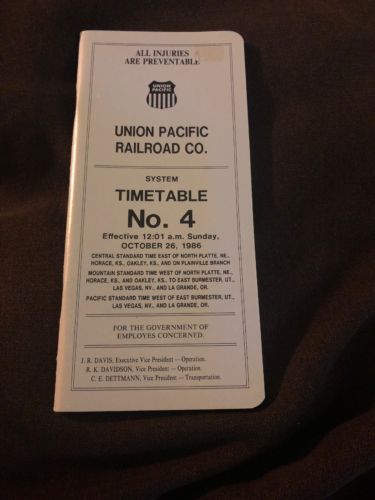 ALL INJURIES
ARE PREVENTABLE
UNION
PACIFIC
UNION PACIFIC
RAILROAD CO.
SYSTEM
TIMETABLE
No. 4
Effective 12:01 a.m. Sunday,
OCTOBER 26, 1986
CENTRAL STANDARD TIME EAST OF NORTH PLATTE, NE.,
HORACE, KS., OAKLEY, KS., AND ON PLAINVILLE BRANCH
MOUNTAIN STANDARD TIME WEST OF NORTH PLATTE, NE.,
HORACE, KS., AND OAKLEY, KS., TO EAST BURMESTER, UT.,
LAS VEGAS, NV., AND LA GRANDE, OR.
PACIFIC STANDARD TIME WEST OF EAST BURMESTER, UT.,
LAS VEGAS, NV., AND LA GRANDE, OR.
FOR THE GOVERNMENT OF
EMPLOYES CONCERNED.
J. R. DAVIS, Executive Vice President — Operation.
R. K. DAVIDSON, Vice President — Operation.
C. E. DETTMANN, Vice President — Transportation.